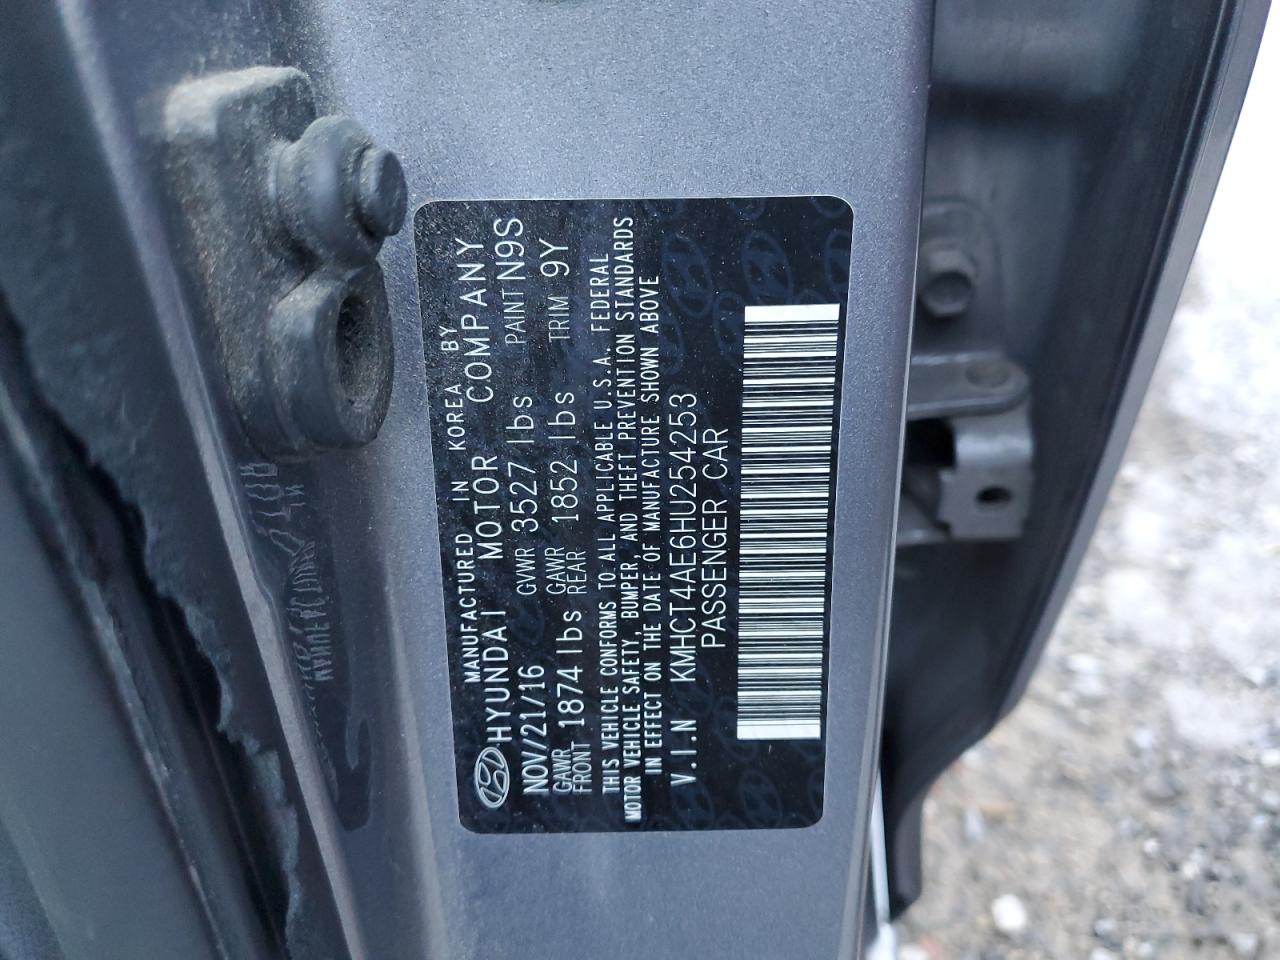 MANUFACTURED IN KOREA BY
HYUNDAI MOTOR COMPANY
NOV/21/16 GVWR 3527 lbs PAINT N9S
GAWR FRONT 1874 lbs GAWR REAR 1852 lbs TRIM 9Y
THIS VEHICLE CONFORMS TO ALL APPLICABLE U.S.A. FEDERAL
MOTOR VEHICLE SAFETY, BUMPER, AND THEFT PREVENTION STANDARDS
IN EFFECT ON THE DATE OF MANUFACTURE SHOWN ABOVE
V.I.N KMHCT4AE6HU254253
PASSENGER CAR